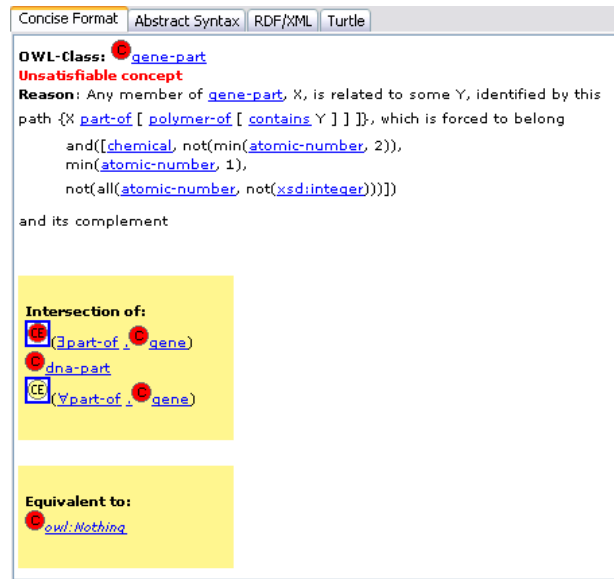 Concise Format Abstract Syntax RDF/XML Turtle
OWL-Class: C gene-part
Unsatisfiable concept
Reason: Any member of gene-part, X, is related to some Y, identified by this
path {X part-of [ polymer-of [ contains Y ] ] ]}, which is forced to belong
and([chemical, not(min(atomic-number, 2)),
min(atomic-number, 1),
not(all(atomic-number, not(xsd:integer)))])
and its complement
Intersection of:
CE (∃part-of . C gene)
C dna-part
CE (∀part-of . C gene)
Equivalent to:
C owl:Nothing